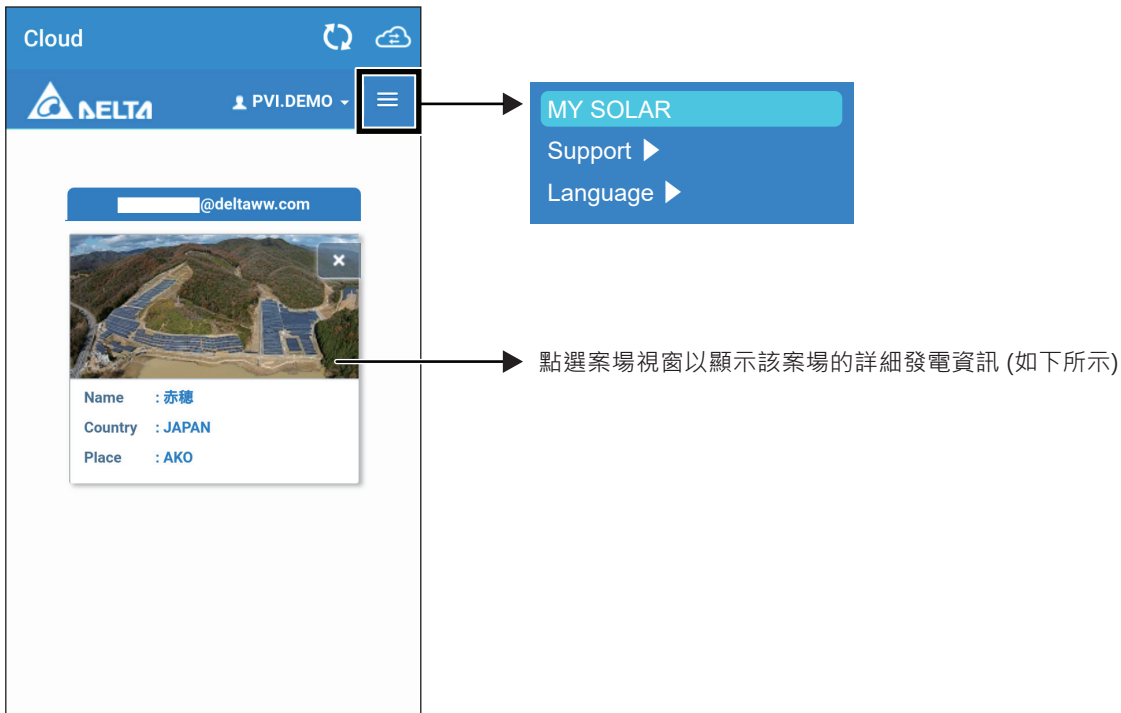 Cloud
DELTA
PVI.DEMO
MY SOLAR
Support
Language
@deltaww.com
點選案場視窗以顯示該案場的詳細發電資訊 (如下所示)
Name : 赤穂
Country : JAPAN
Place : AKO